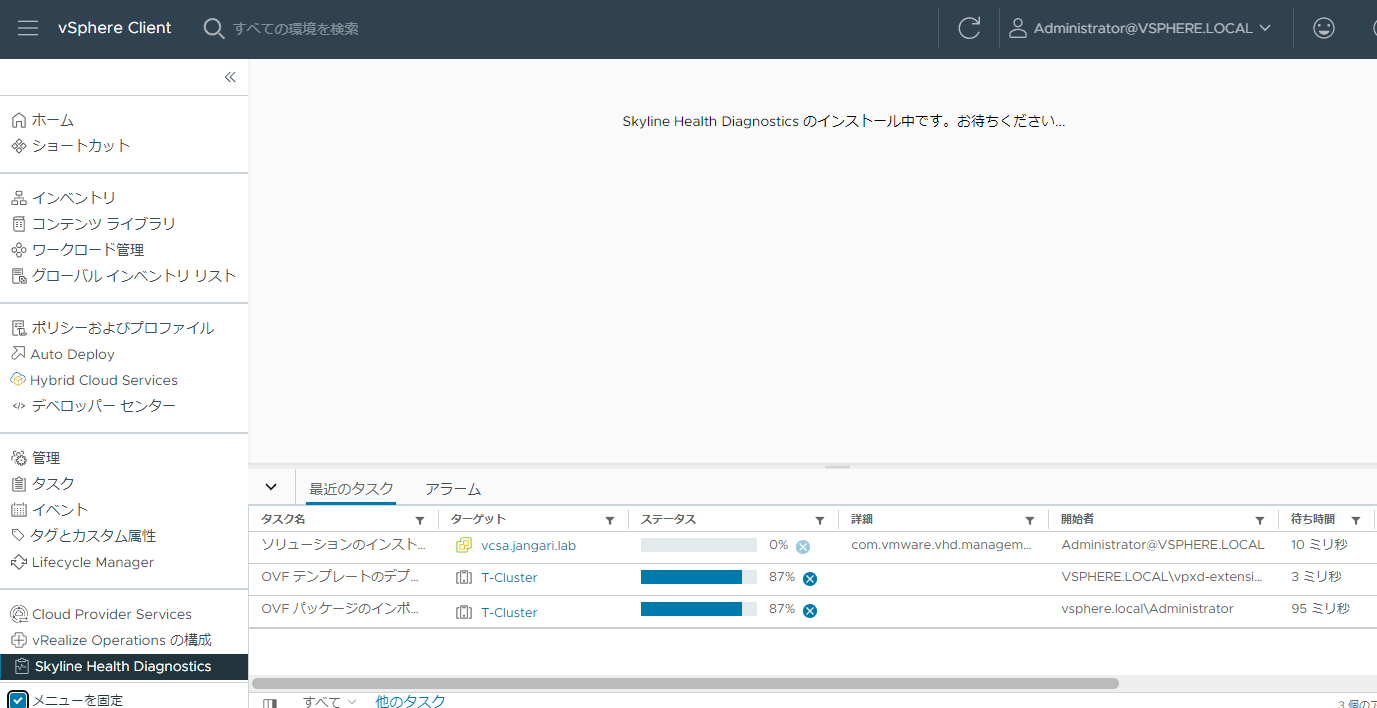 vSphere Client
すべての環境を検索
Administrator@VSPHERE.LOCAL
ホーム
ショートカット
インベントリ
コンテンツ ライブラリ
ワークロード管理
グローバル インベントリ リスト
ポリシーおよびプロファイル
Auto Deploy
Hybrid Cloud Services
デベロッパー センター
管理
タスク
イベント
タグとカスタム属性
Lifecycle Manager
Cloud Provider Services
vRealize Operations の構成
Skyline Health Diagnostics
メニューを固定
Skyline Health Diagnostics のインストール中です。お待ちください...
最近のタスク アラーム
タスク名 ターゲット ステータス 詳細 開始者 待ち時間
ソリューションのインスト... vcsa.jangari.lab 0% com.vmware.vhd.managem... Administrator@VSPHERE.LOCAL 10 ミリ秒
OVF テンプレートのデプ... T-Cluster 87% VSPHERE.LOCAL\vpxd-extensi... 3 ミリ秒
OVF パッケージのインポ... T-Cluster 87% vsphere.local\Administrator 95 ミリ秒
すべて 他のタスク 3 個の